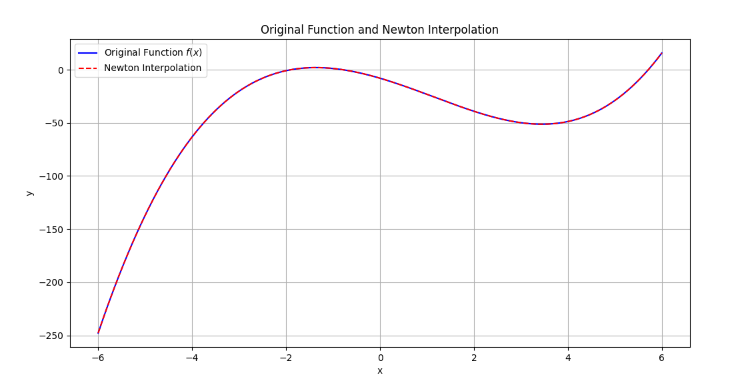 Original Function and Newton Interpolation
Original Function f(x)
Newton Interpolation
0
−50
−100
−150
−200
−250
y
−6
−4
−2
0
2
4
6
x